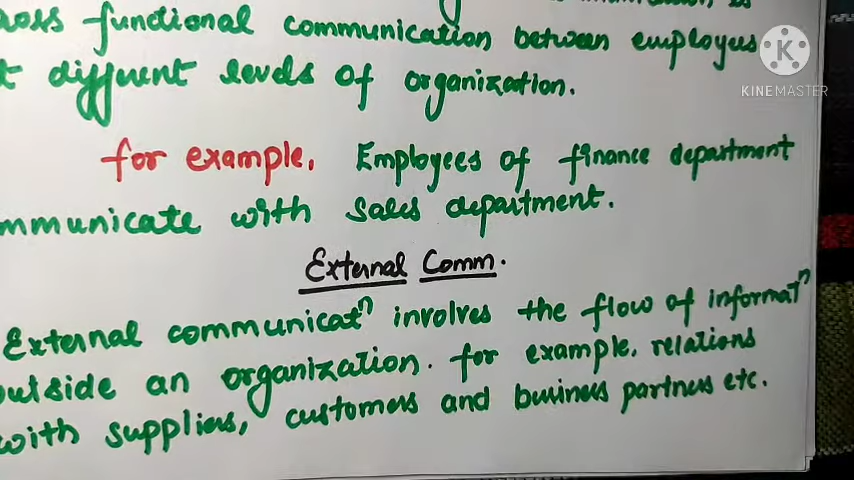 functional communication between employees
different levels of organization.
for example, Employees of finance department
mmunicate with sales department.
External Comm.
External communicatn involves the flow of informatn
outside an organization. for example, relations
with suppliers, customers and business partners etc.
K
KINEMASTER